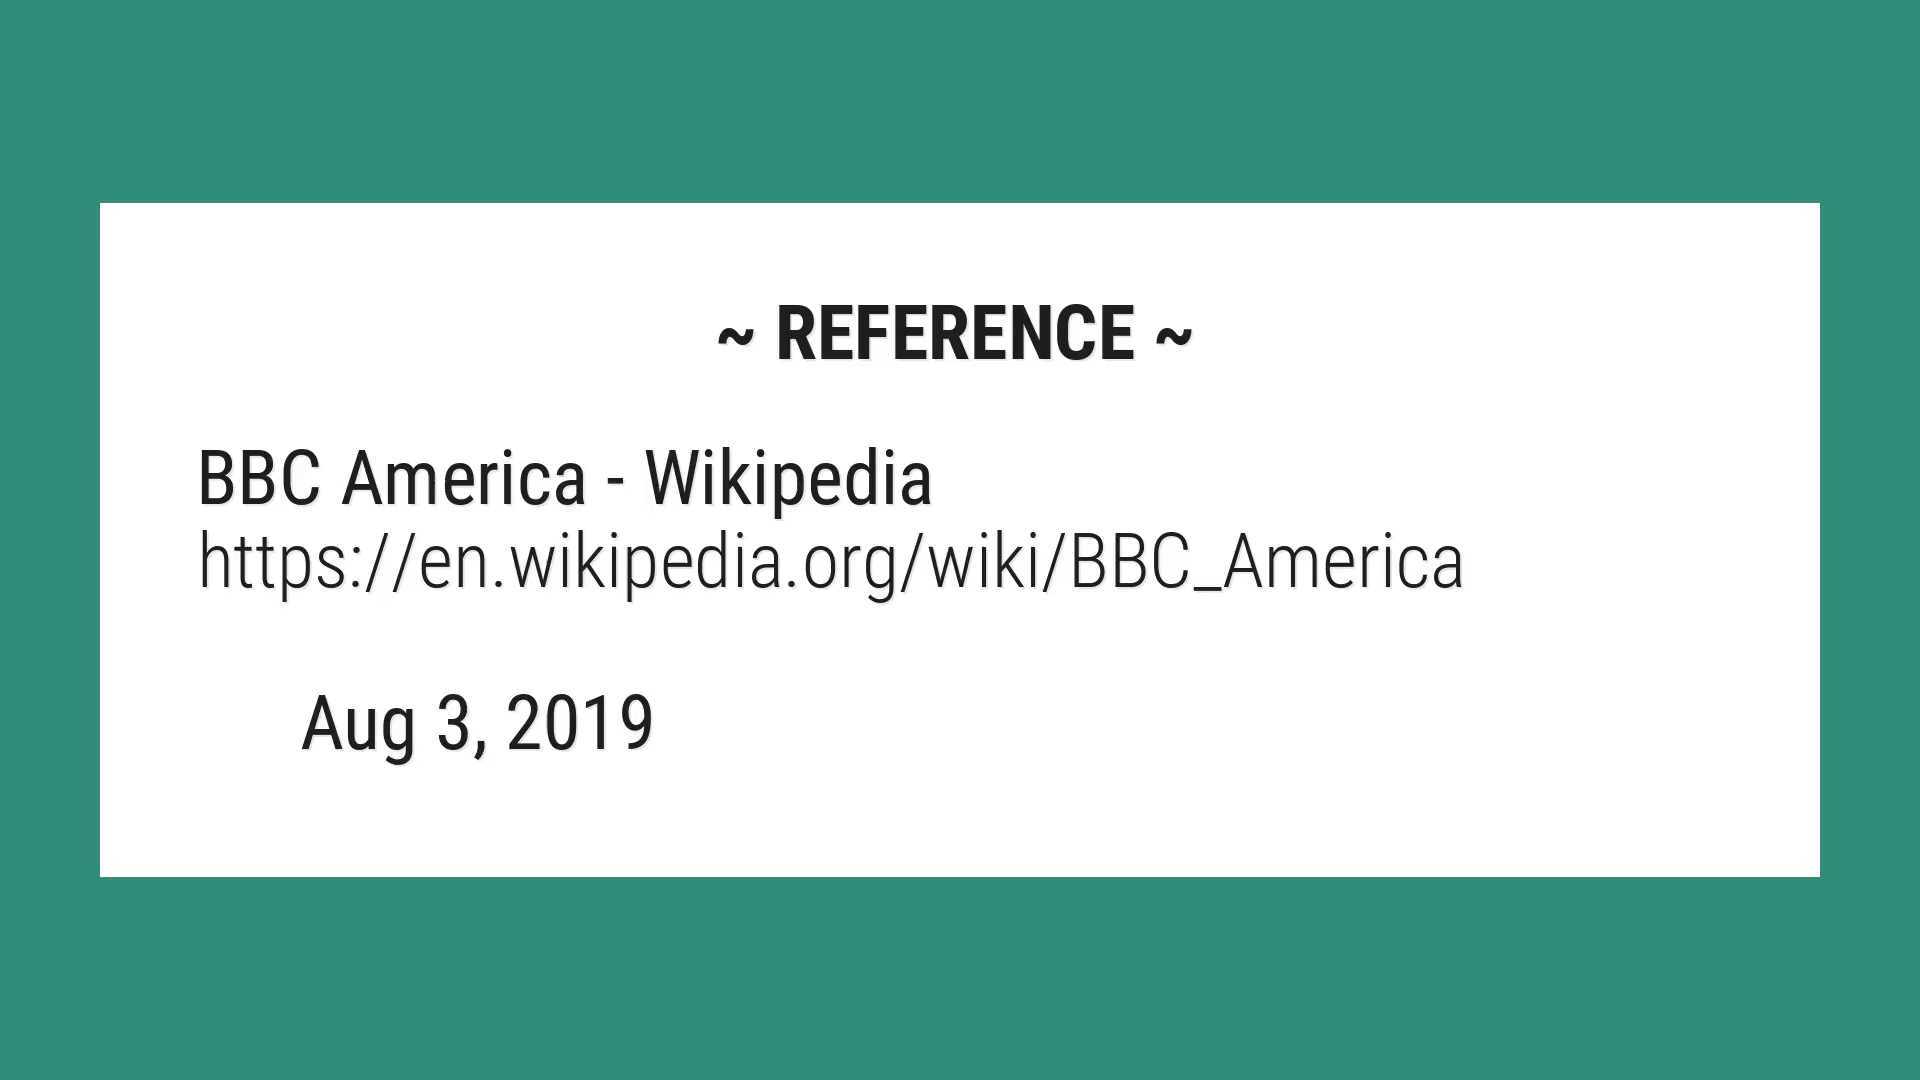 ~ REFERENCE ~
BBC America - Wikipedia
https://en.wikipedia.org/wiki/BBC_America
Aug 3, 2019